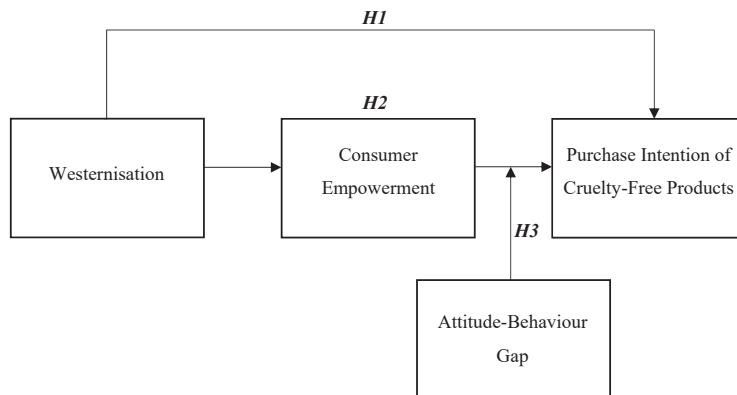 H1
H2
Westernisation
Consumer
Empowerment
Purchase Intention of
Cruelty-Free Products
H3
Attitude-Behaviour
Gap